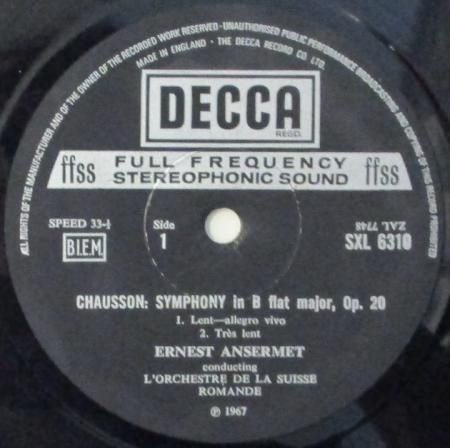 ALL RIGHTS OF THE MANUFACTURER AND OF THE OWNER OF THE RECORDED WORK RESERVED · UNAUTHORISED PUBLIC PERFORMANCE BROADCASTING AND COPYING OF THIS RECORD PROHIBITED
MADE IN ENGLAND · THE DECCA RECORD CO. LTD.
DECCA
REGD.
ffss FULL FREQUENCY STEREOPHONIC SOUND ffss
SPEED 33⅓
B.I.E.M.
Side
1
ZAL 7748
SXL 6310
CHAUSSON: SYMPHONY in B flat major, Op. 20
1. Lent—allegro vivo
2. Très lent
ERNEST ANSERMET
conducting
L'ORCHESTRE DE LA SUISSE
ROMANDE
℗ 1967